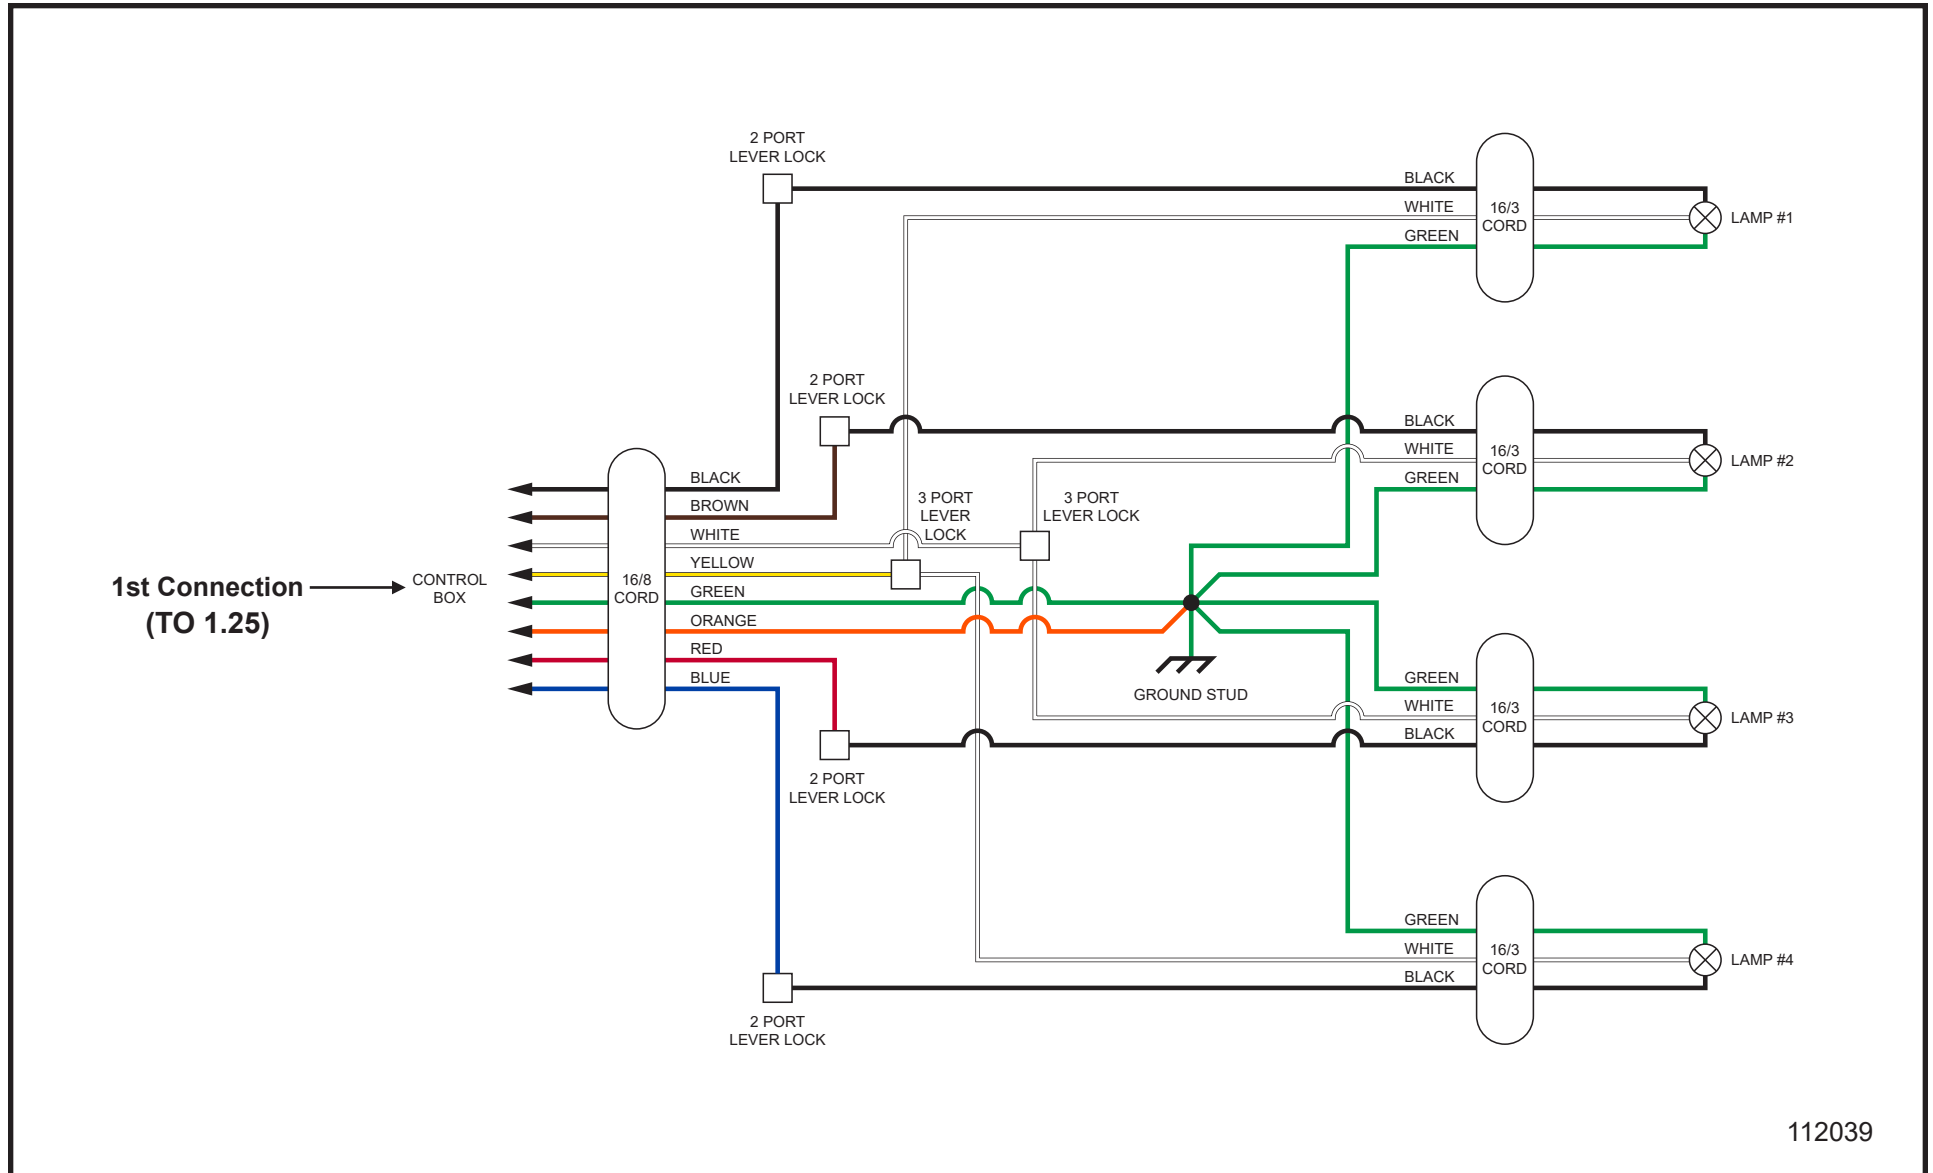 2 PORT
LEVER LOCK
BLACK
WHITE
GREEN
16/3
CORD
LAMP #1
2 PORT
LEVER LOCK
BLACK
WHITE
GREEN
16/3
CORD
LAMP #2
BLACK
BROWN
WHITE
YELLOW
GREEN
ORANGE
RED
BLUE
3 PORT
LEVER
LOCK
3 PORT
LEVER LOCK
1st Connection
(TO 1.25)
CONTROL
BOX
16/8
CORD
GROUND STUD
GREEN
WHITE
BLACK
16/3
CORD
LAMP #3
2 PORT
LEVER LOCK
GREEN
WHITE
BLACK
16/3
CORD
LAMP #4
2 PORT
LEVER LOCK
112039